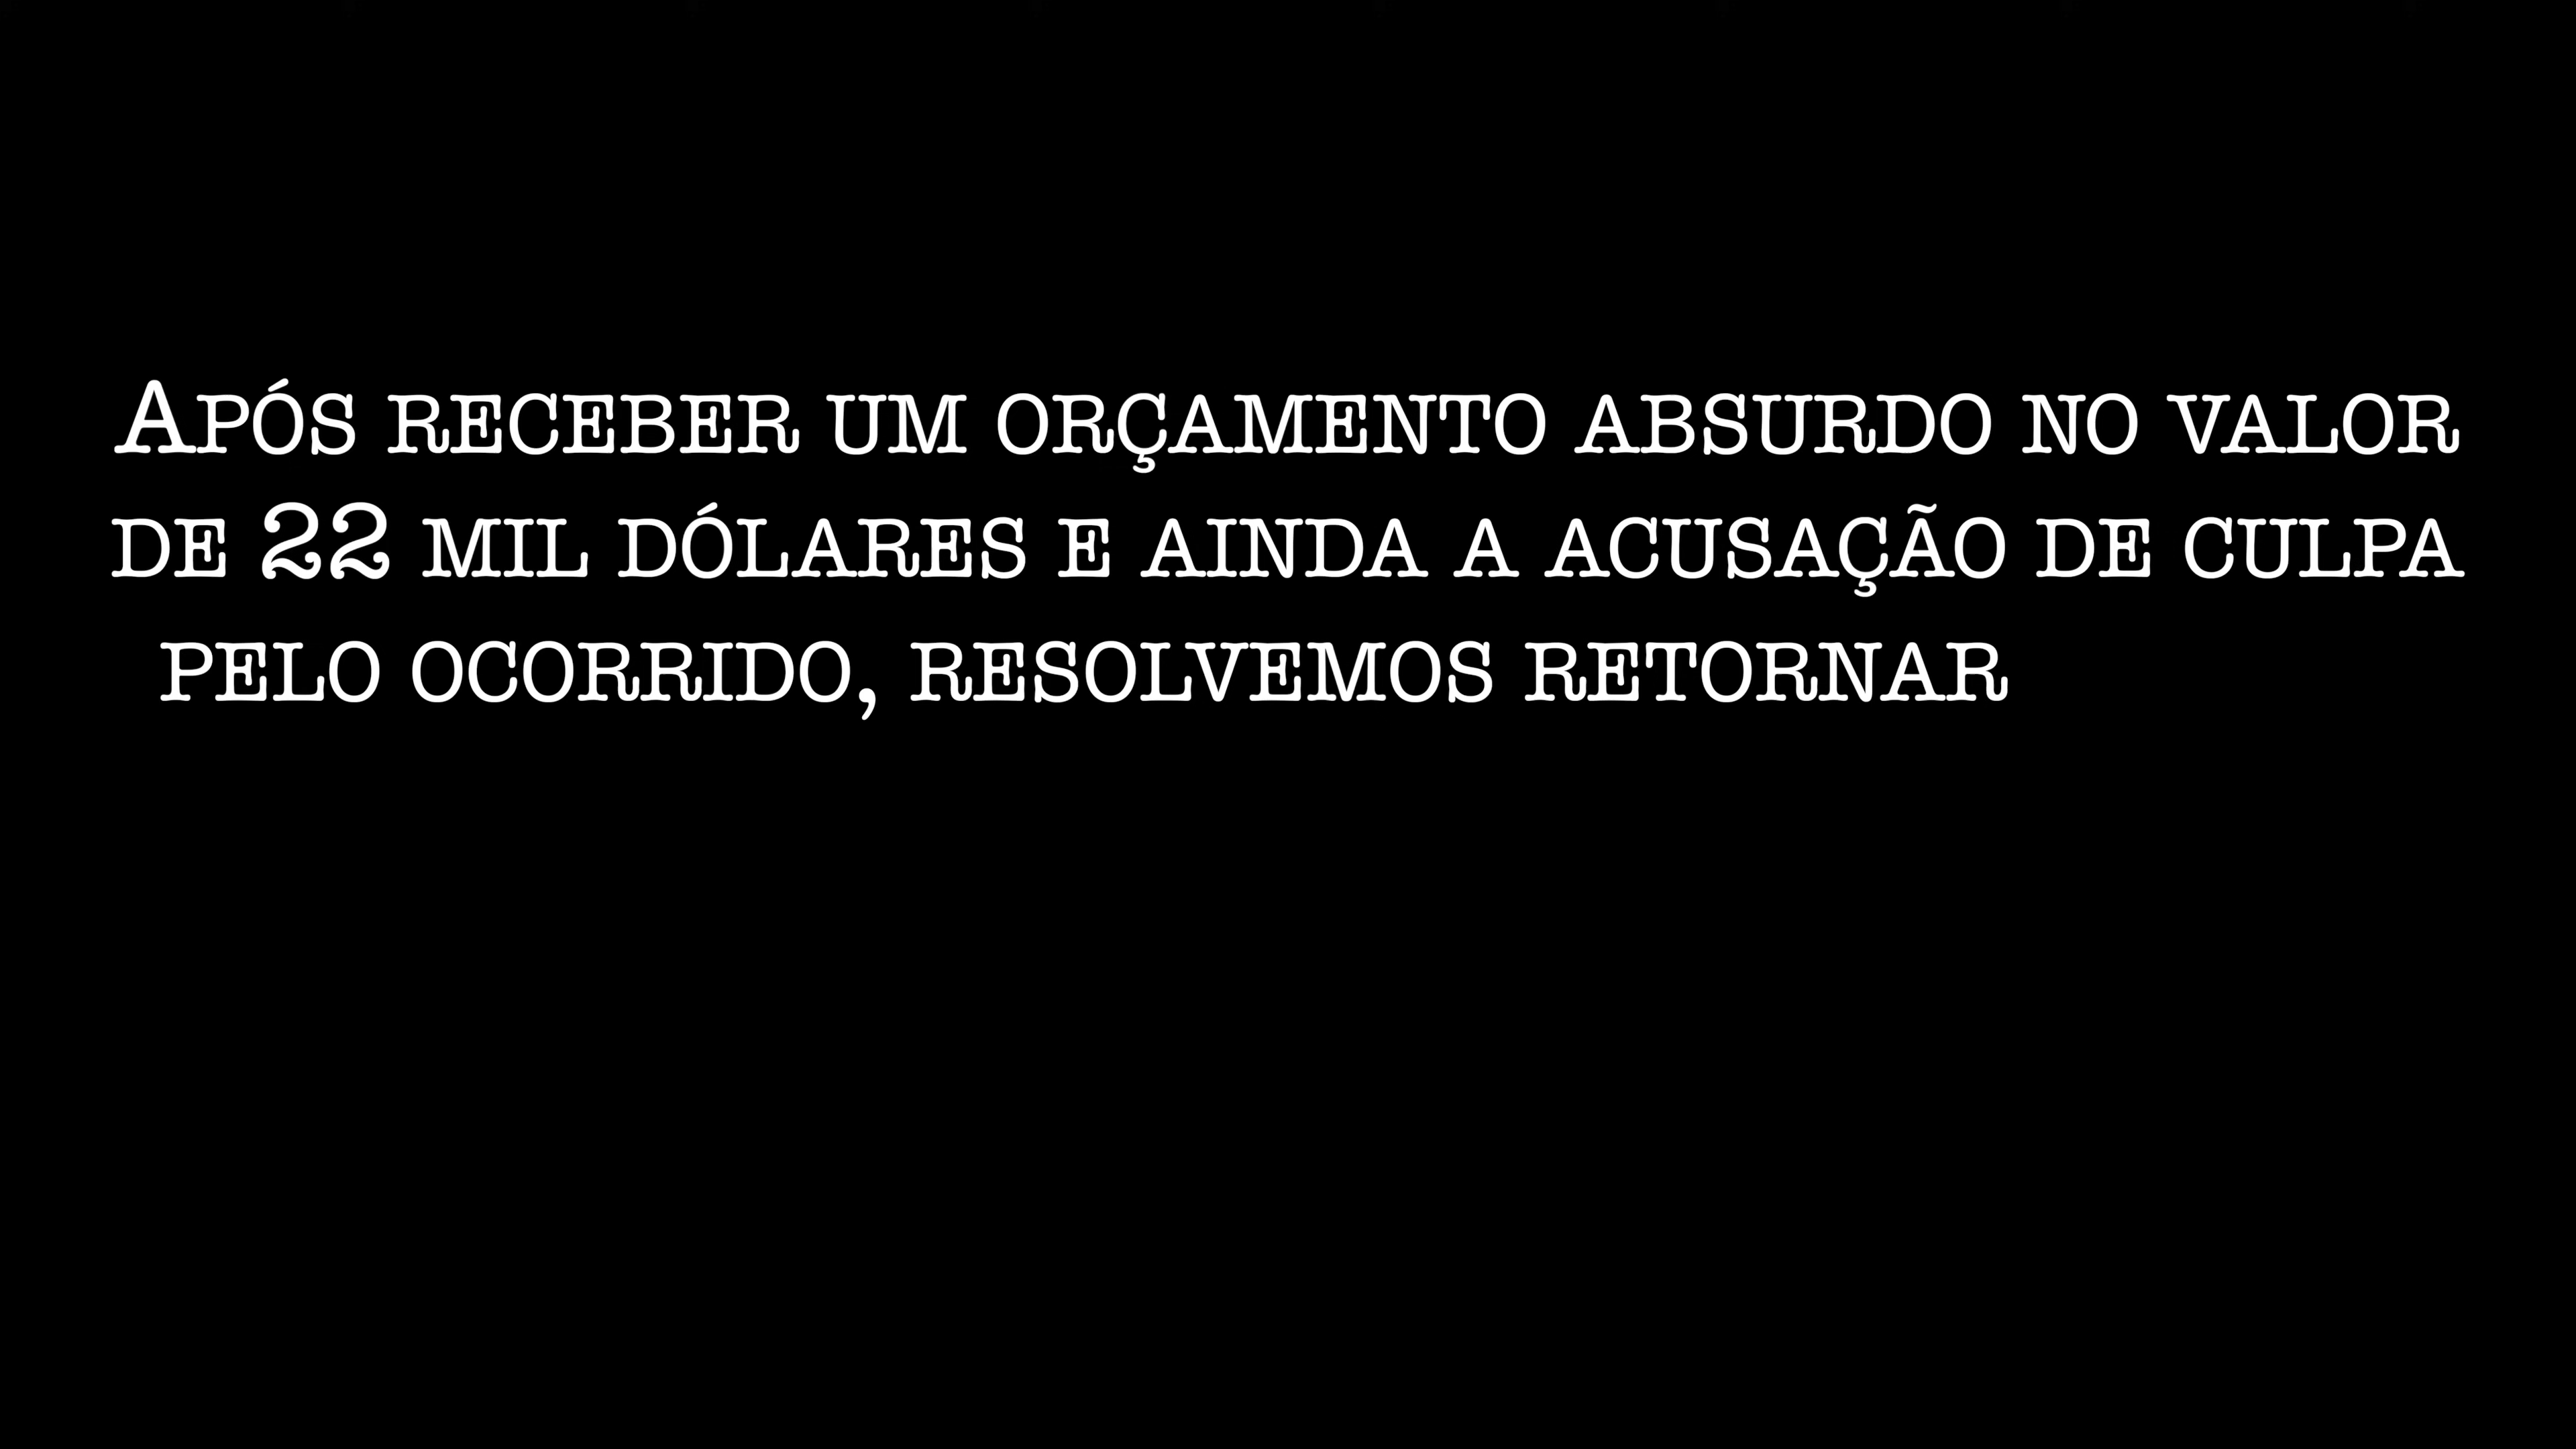 Após receber um orçamento absurdo no valor
de 22 mil dólares e ainda a acusação de culpa
pelo ocorrido, resolvemos retornar